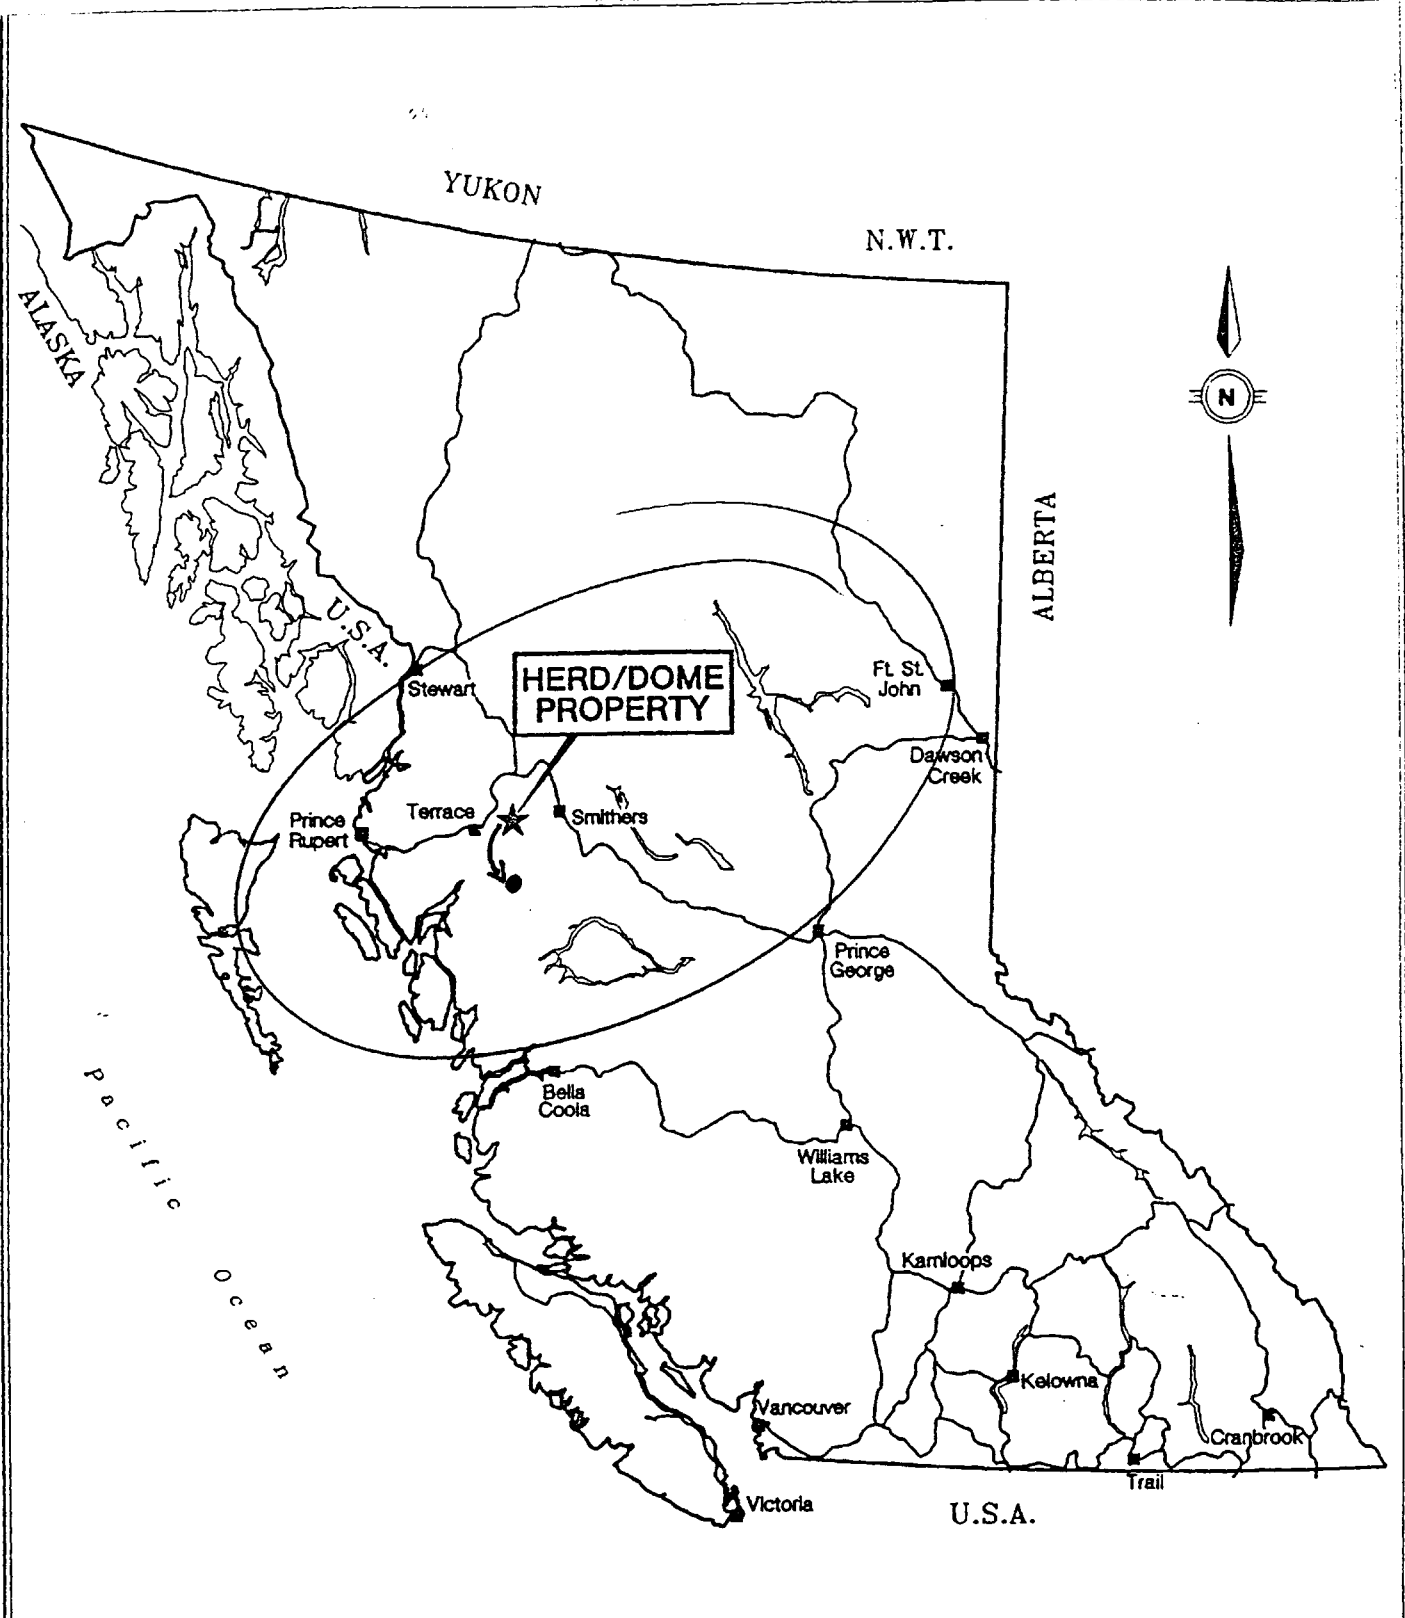 YUKON
N.W.T.
ALASKA
N
ALBERTA
U.S.A.
Stewart
HERD/DOME
PROPERTY
Ft. St.
John
Dawson
Creek
Prince
Rupert
Terrace
Smithers
Prince
George
Pacific Ocean
Bella
Coola
Williams
Lake
Kamloops
Kelowna
Vancouver
Cranbrook
Trail
Victoria
U.S.A.